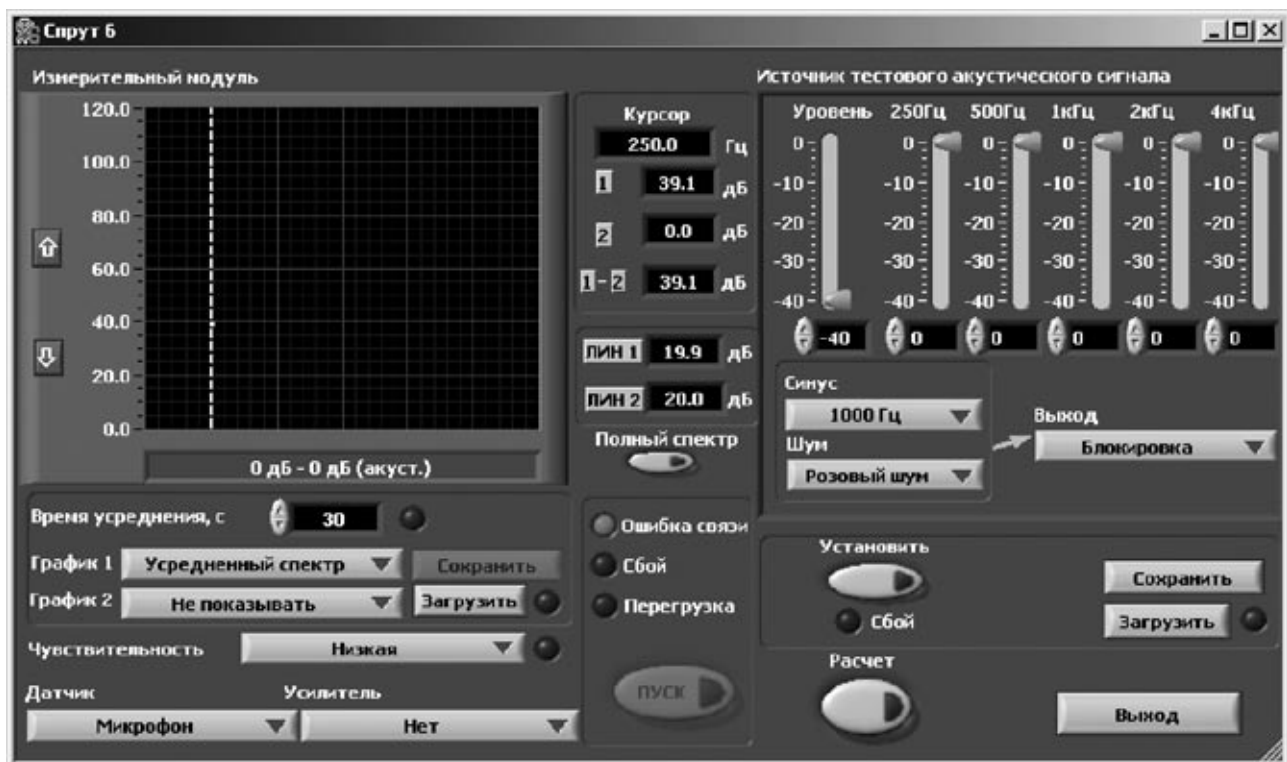 Спрут 6
Измерительный модуль
120.0
100.0
80.0
60.0
40.0
20.0
0.0
0 дБ - 0 дБ (акуст.)
Время усреднения, с 30
График 1 Усредненный спектр Сохранить
График 2 Не показывать Загрузить
Чувствительность Низкая
Датчик Усилитель
Микрофон Нет
Курсор
250.0 Гц
1 39.1 дБ
2 0.0 дБ
1 - 2 39.1 дБ
ЛИН 1 19.9 дБ
ЛИН 2 20.0 дБ
Полный спектр
Ошибка связи
Сбой
Перегрузка
ПУСК
Источник тестового акустического сигнала
Уровень 250Гц 500Гц 1кГц 2кГц 4кГц
0 0 0 0 0 0
-10 -10 -10 -10 -10 -10
-20 -20 -20 -20 -20 -20
-30 -30 -30 -30 -30 -30
-40 -40 -40 -40 -40 -40
-40 0 0 0 0 0
Синус
1000 Гц
Шум
Розовый шум
Выход
Блокировка
Установить
Сбой
Сохранить
Загрузить
Расчет
Выход